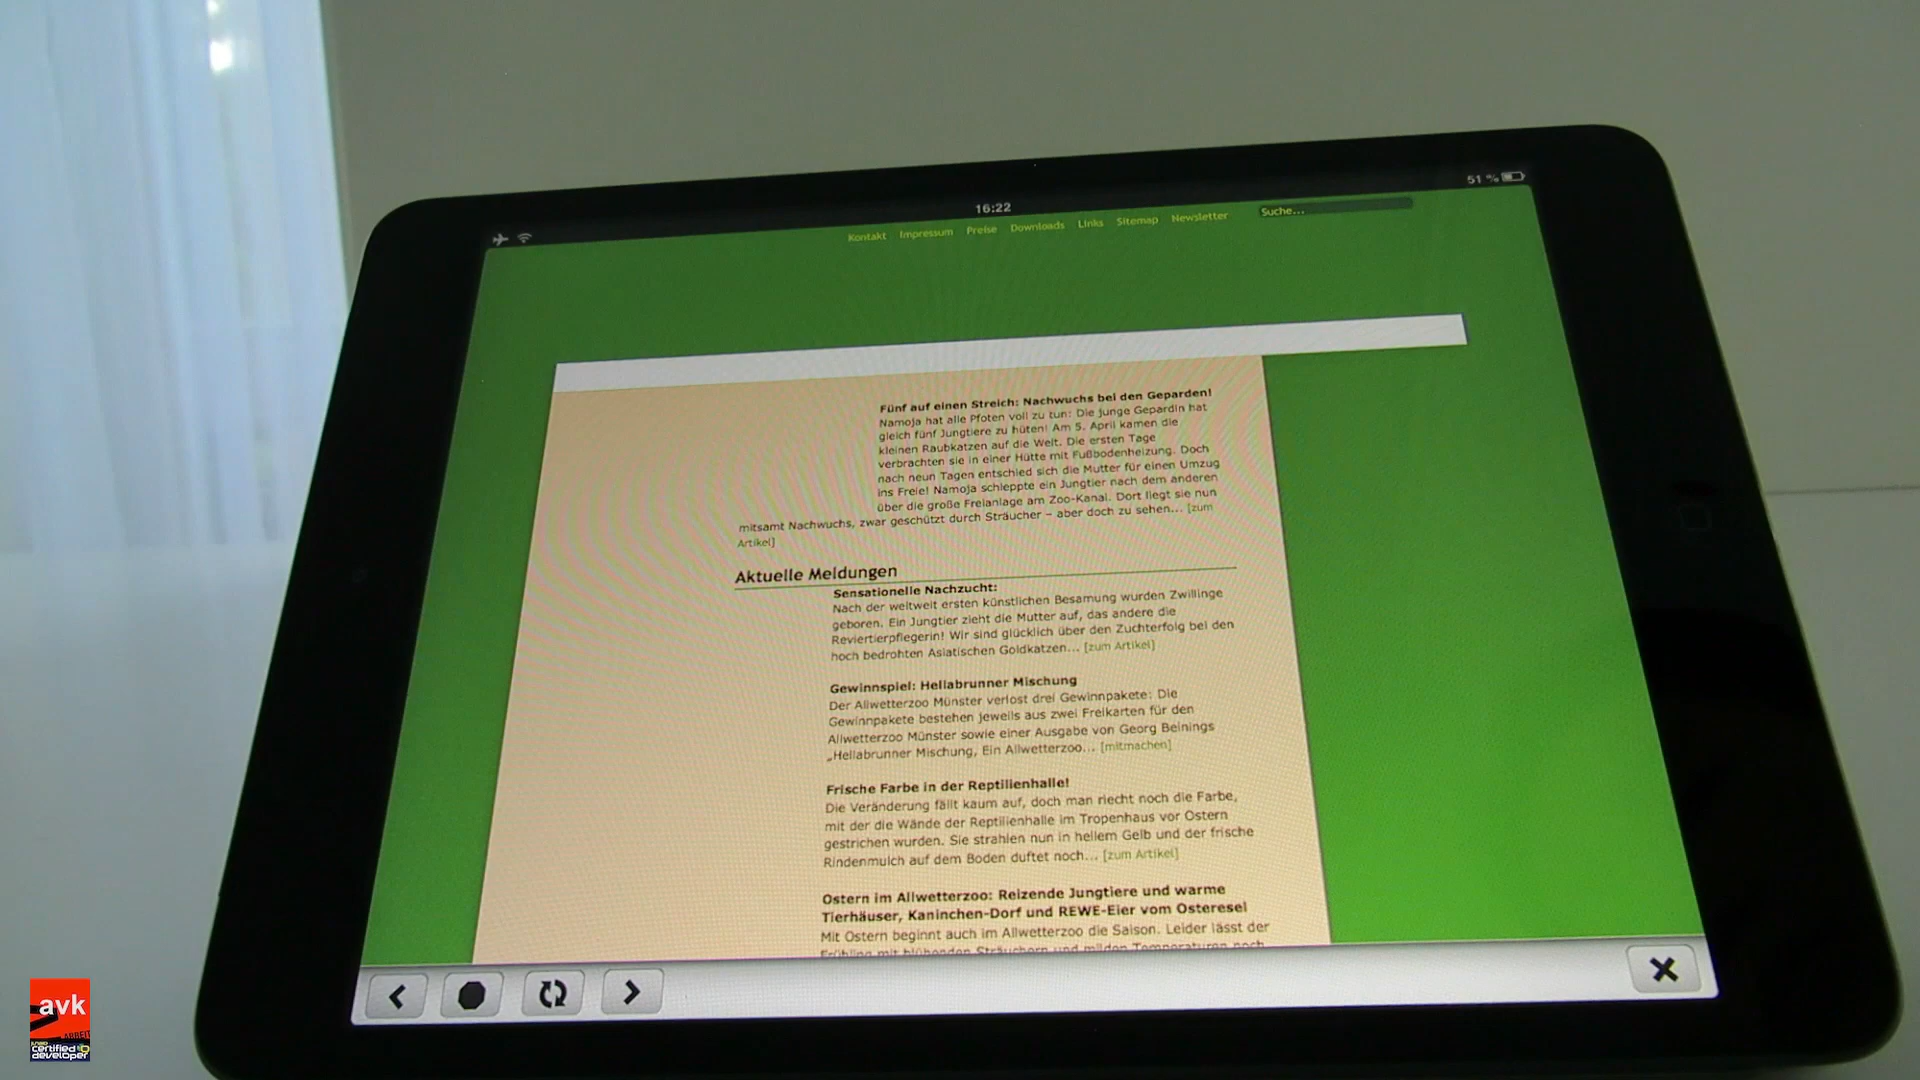 16:22
51 %
Kontakt Impressum Preise Downloads Links Sitemap Newsletter Suche...
Fünf auf einen Streich: Nachwuchs bei den Geparden!
Namoja hat alle Pfoten voll zu tun: Die junge Gepardin hat
gleich fünf Jungtiere zu hüten! Am 5. April kamen die
kleinen Raubkatzen auf die Welt. Die ersten Tage
verbrachten sie in einer Hütte mit Fußbodenheizung. Doch
nach neun Tagen entschied sich die Mutter für einen Umzug
ins Freie! Namoja schleppte ein Jungtier nach dem anderen
über die große Freianlage am Zoo-Kanal. Dort liegt sie nun
mitsamt Nachwuchs, zwar geschützt durch Sträucher – aber doch zu sehen... [zum
Artikel]
Aktuelle Meldungen
Sensationelle Nachzucht:
Nach der weltweit ersten künstlichen Besamung wurden Zwillinge
geboren. Ein Jungtier zieht die Mutter auf, das andere die
Reviertierpflegerin! Wir sind glücklich über den Zuchterfolg bei den
hoch bedrohten Asiatischen Goldkatzen... [zum Artikel]
Gewinnspiel: Hellabrunner Mischung
Der Allwetterzoo Münster verlost drei Gewinnpakete: Die
Gewinnpakete bestehen jeweils aus zwei Freikarten für den
Allwetterzoo Münster sowie einer Ausgabe von Georg Beinings
„Hellabrunner Mischung, Ein Allwetterzoo... [mitmachen]
Frische Farbe in der Reptilienhalle!
Die Veränderung fällt kaum auf, doch man riecht noch die Farbe,
mit der die Wände der Reptilienhalle im Tropenhaus vor Ostern
gestrichen wurden. Sie strahlen nun in hellem Gelb und der frische
Rindenmulch auf dem Boden duftet noch... [zum Artikel]
Ostern im Allwetterzoo: Reizende Jungtiere und warme
Tierhäuser, Kaninchen-Dorf und REWE-Eier vom Osteresel
Mit Ostern beginnt auch im Allwetterzoo die Saison. Leider lässt der
Frühling mit blühenden Sträuchern und milden Temperaturen noch
avk
ARBEIT
junaio
certified
developer